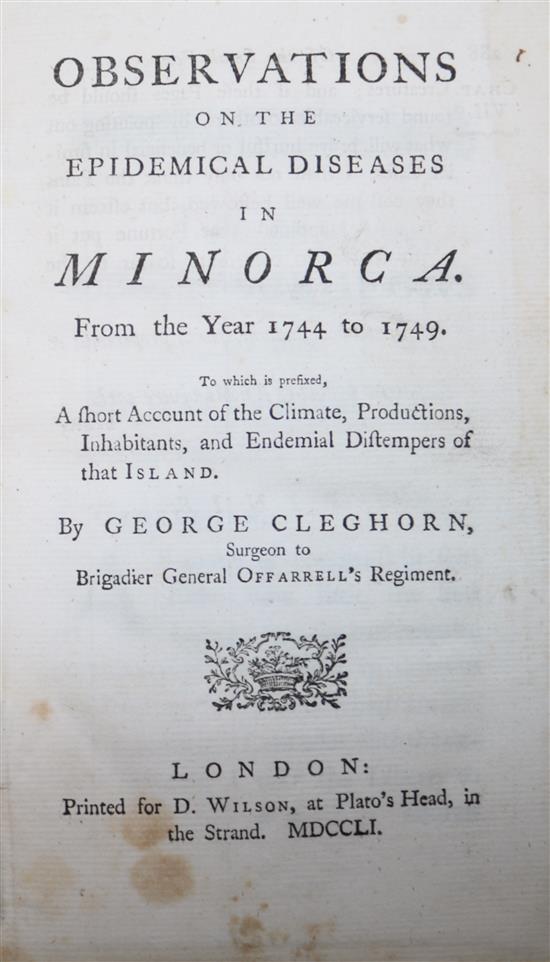 OBSERVATIONS
ON THE
EPIDEMICAL DISEASES
IN
MINORCA.
From the Year 1744 to 1749.
To which is prefixed,
A ſhort Account of the Climate, Productions,
Inhabitants, and Endemial Diſtempers of
that ISLAND.
By GEORGE CLEGHORN,
Surgeon to
Brigadier General OFFARRELL's Regiment.
LONDON:
Printed for D. WILSON, at Plato's Head, in
the Strand. MDCCLI.